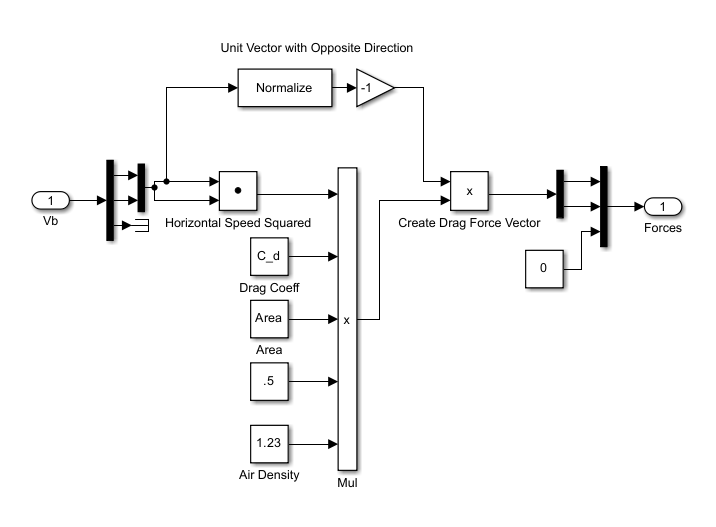 Unit Vector with Opposite Direction
Normalize
-1
1
Vb
Horizontal Speed Squared
x
Create Drag Force Vector
1
Forces
C_d
Drag Coeff
0
Area
Area
x
.5
1.23
Air Density
Mul